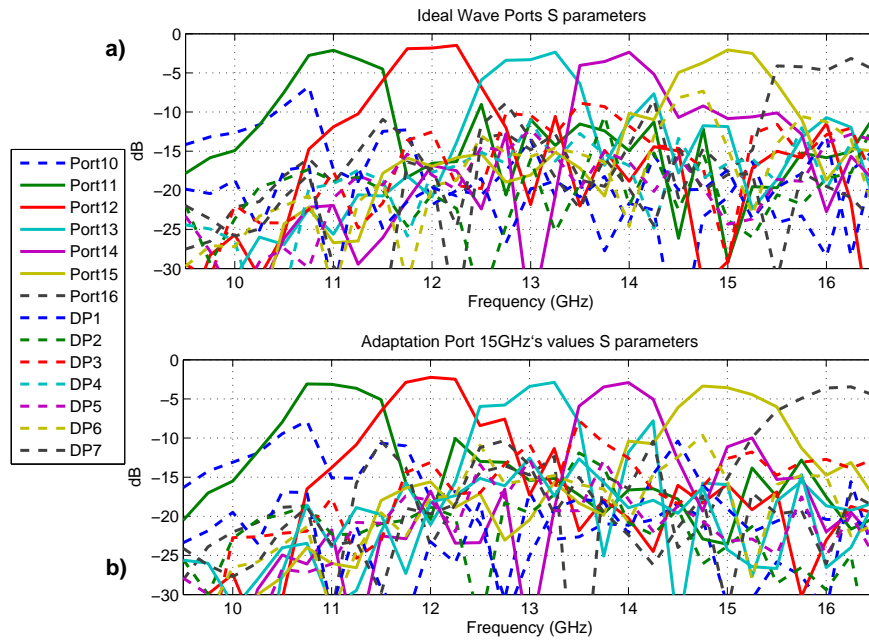 Ideal Wave Ports S parameters
a)
0
−5
−10
−15
−20
−25
−30
dB
10 11 12 13 14 15 16
Frequency (GHz)
Port10
Port11
Port12
Port13
Port14
Port15
Port16
DP1
DP2
DP3
DP4
DP5
DP6
DP7
Adaptation Port 15GHz‘s values S parameters
0
−5
−10
−15
−20
−25
−30
dB
b)
10 11 12 13 14 15 16
Frequency (GHz)